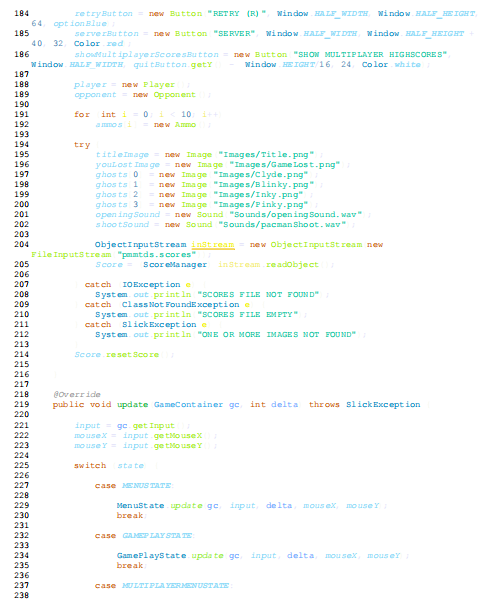 184 retryButton = new Button "RETRY (R)", Window HALF_WIDTH, Window HALF_HEIGHT,
64, optionBlue ;
185 serverButton = new Button "SERVER", Window HALF_WIDTH, Window HALF_HEIGHT +
40, 32, Color red ;
186 showMultiplayerScoresButton = new Button "SHOW MULTIPLAYER HIGHSCORES",
Window HALF_WIDTH, quitButton.getY - Window HEIGHT 16, 24, Color white ;
187
188 player = new Player ;
189 opponent = new Opponent ;
190
191 for int i = 0; i < 10; i++
192 ammos i = new Ammo ;
193
194 try
195 titleImage = new Image "Images/Title.png" ;
196 youLostImage = new Image "Images/GameLost.png" ;
197 ghosts 0 = new Image "Images/Clyde.png" ;
198 ghosts 1 = new Image "Images/Blinky.png" ;
199 ghosts 2 = new Image "Images/Inky.png" ;
200 ghosts 3 = new Image "Images/Pinky.png" ;
201 openingSound = new Sound "Sounds/openingSound.wav" ;
202 shootSound = new Sound "Sounds/pacmanShoot.wav" ;
203
204 ObjectInputStream inStream = new ObjectInputStream new
FileInputStream "pmmtds.scores" ;
205 Score = ScoreManager inStream.readObject ;
206
207 catch IOException e
208 System out println "SCORES FILE NOT FOUND" ;
209 catch ClassNotFoundException e
210 System out println "SCORES FILE EMPTY" ;
211 catch SlickException e
212 System out println "ONE OR MORE IMAGES NOT FOUND" ;
213
214 Score.resetScore ;
215
216
217
218 @Override
219 public void update GameContainer gc, int delta throws SlickException
220
221 input = gc.getInput ;
222 mouseX = input.getMouseX ;
223 mouseY = input.getMouseY ;
224
225 switch state
226
227 case MENUSTATE
228
229 MenuState update gc, input, delta, mouseX, mouseY ;
230 break;
231
232 case GAMEPLAYSTATE
233
234 GamePlayState update gc, input, delta, mouseX, mouseY ;
235 break;
236
237 case MULTIPLAYERMENUSTATE
238